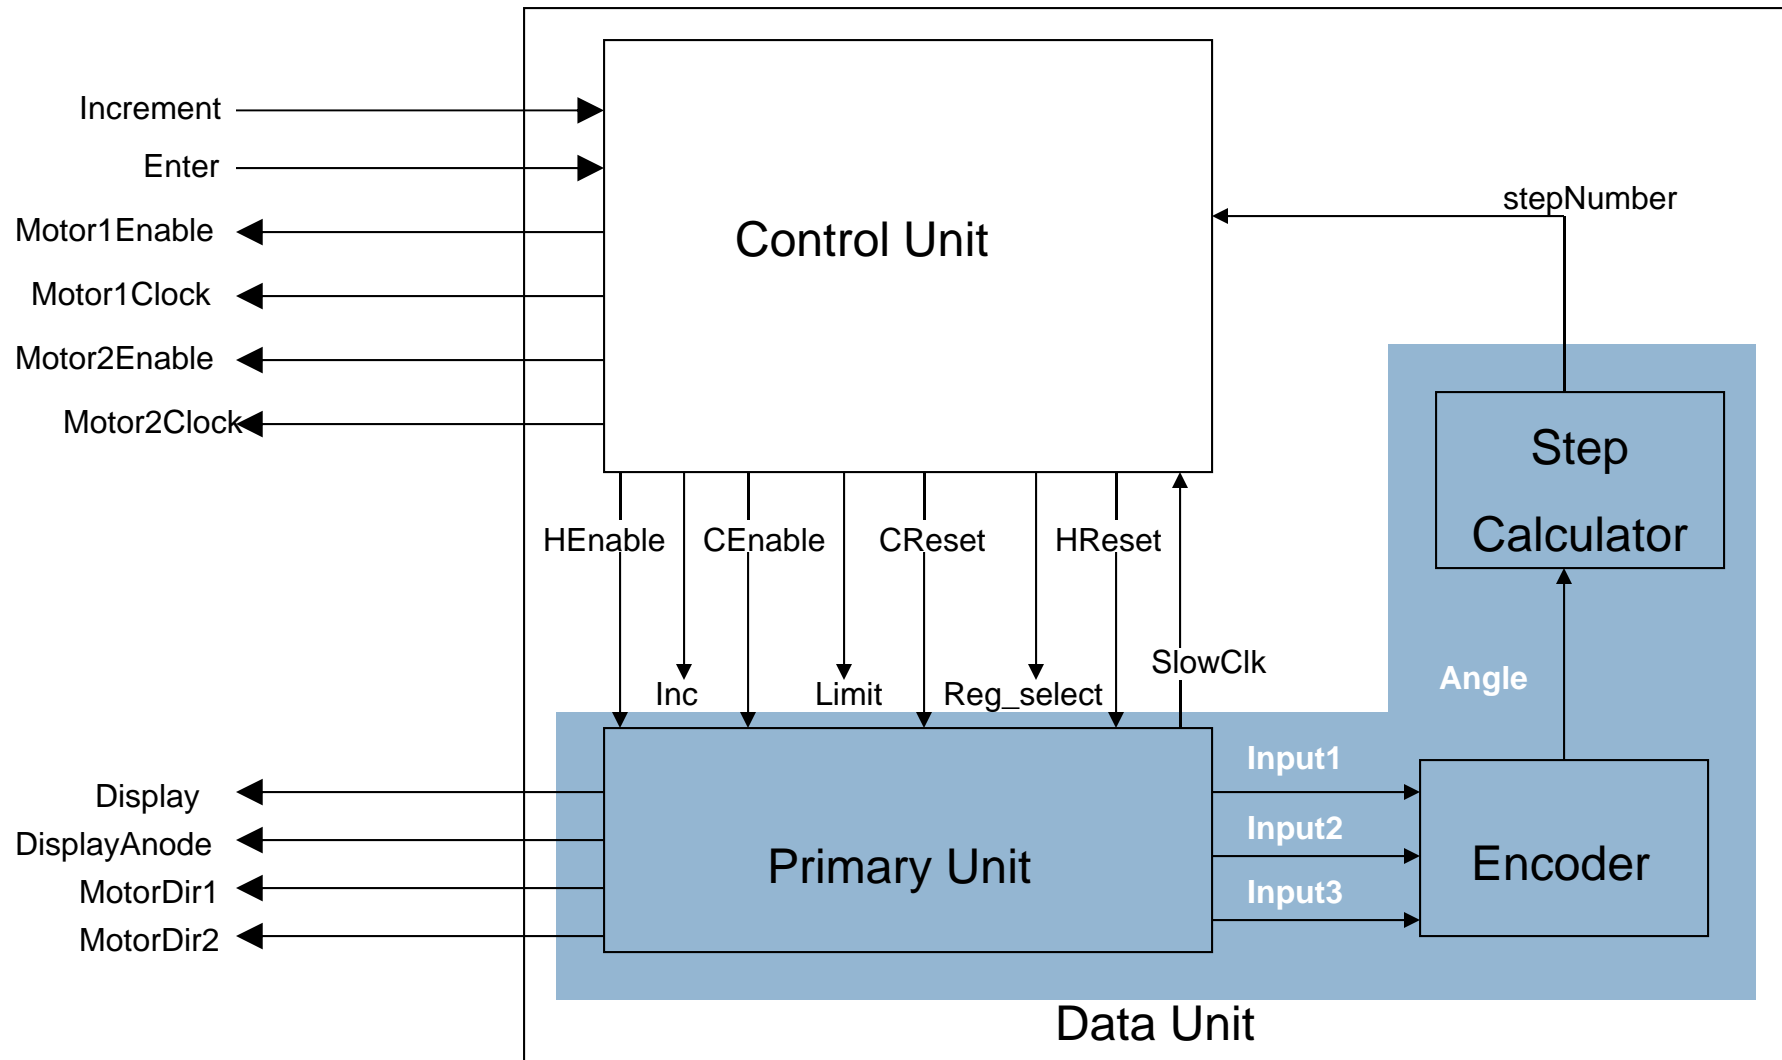 Increment
Enter
Motor1Enable
Motor1Clock
Motor2Enable
Motor2Clock
Control Unit
stepNumber
HEnable
CEnable
CReset
HReset
Inc
Limit
Reg_select
SlowClk
Step
Calculator
Angle
Display
DisplayAnode
MotorDir1
MotorDir2
Primary Unit
Input1
Input2
Input3
Encoder
Data Unit